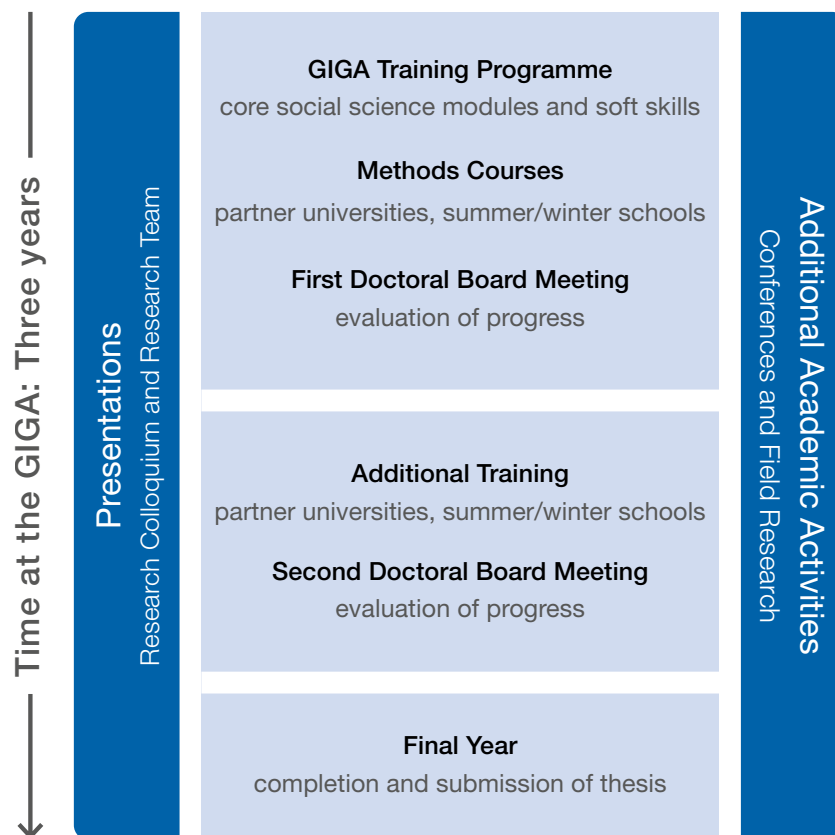 Time at the GIGA: Three years
Presentations
Research Colloquium and Research Team
GIGA Training Programme
core social science modules and soft skills
Methods Courses
partner universities, summer/winter schools
First Doctoral Board Meeting
evaluation of progress
Additional Training
partner universities, summer/winter schools
Second Doctoral Board Meeting
evaluation of progress
Final Year
completion and submission of thesis
Additional Academic Activities
Conferences and Field Research